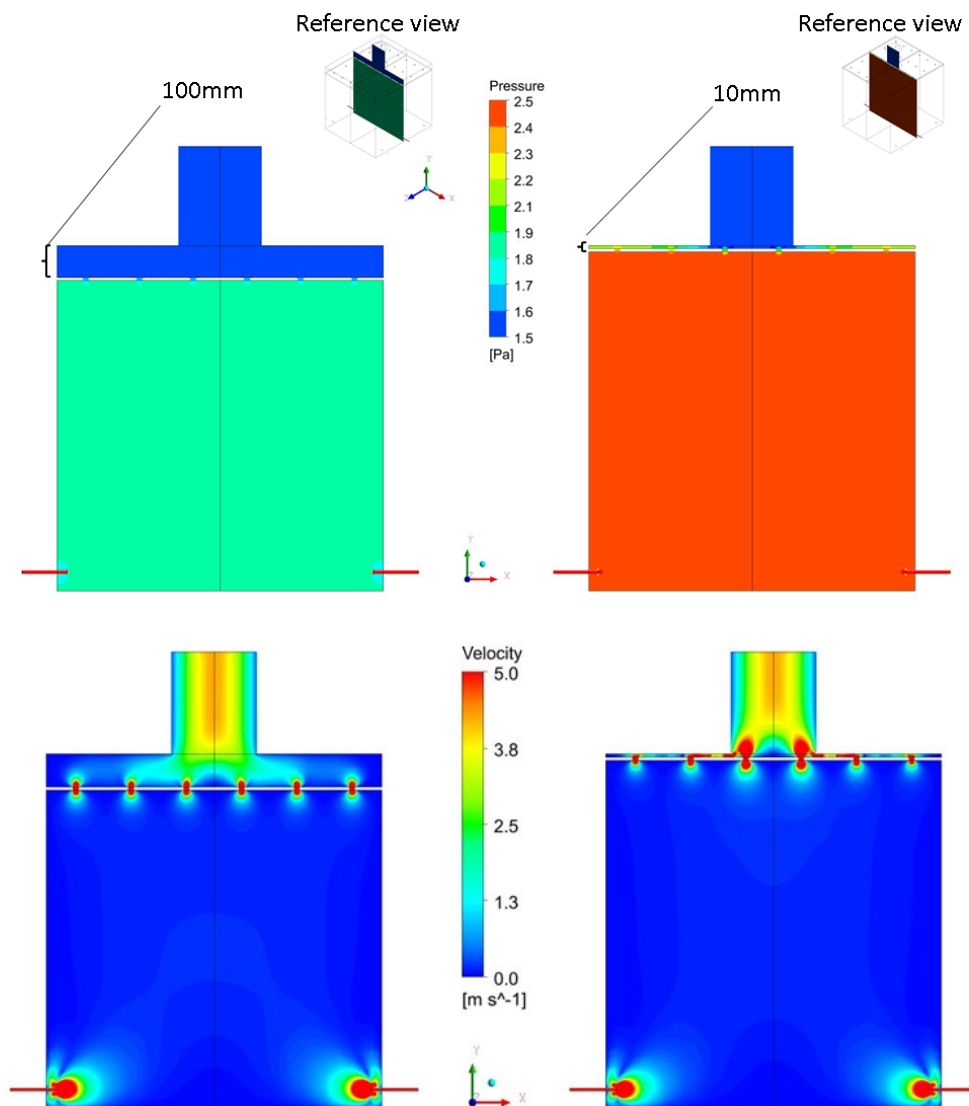 Reference view
Reference view
100mm
Pressure
10mm
2.5
2.4
2.3
2.2
2.1
2.0
1.9
1.8
1.7
1.6
1.5
[Pa]
Y
X
Z
Y
X
Y
X
Velocity
5.0
3.8
2.5
1.3
0.0
[m s^-1]
Y
X
Y
X